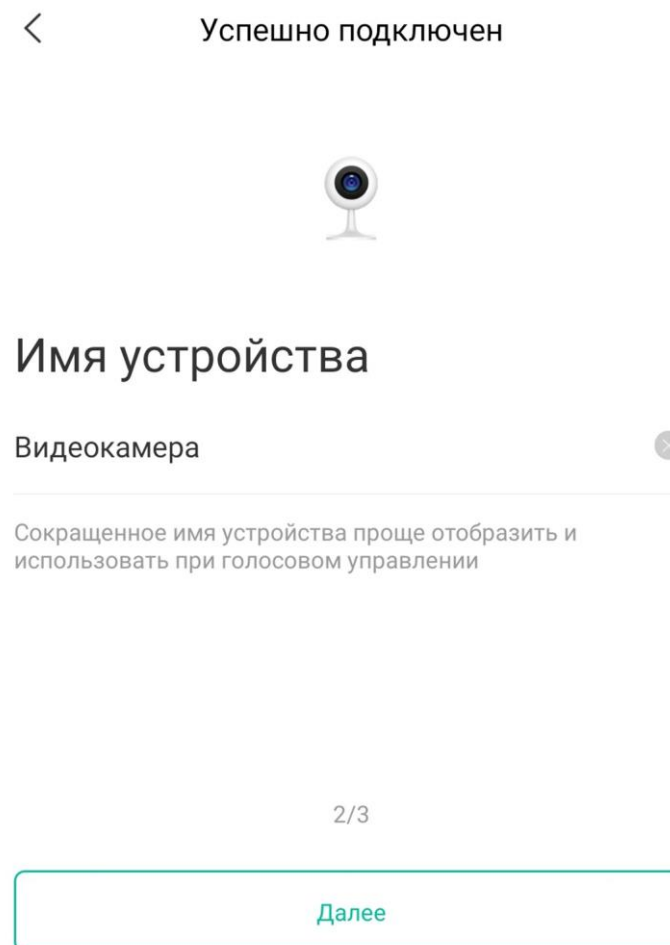 Успешно подключен
Имя устройства
Видеокамера
Сокращенное имя устройства проще отобразить и
использовать при голосовом управлении
2/3
Далее